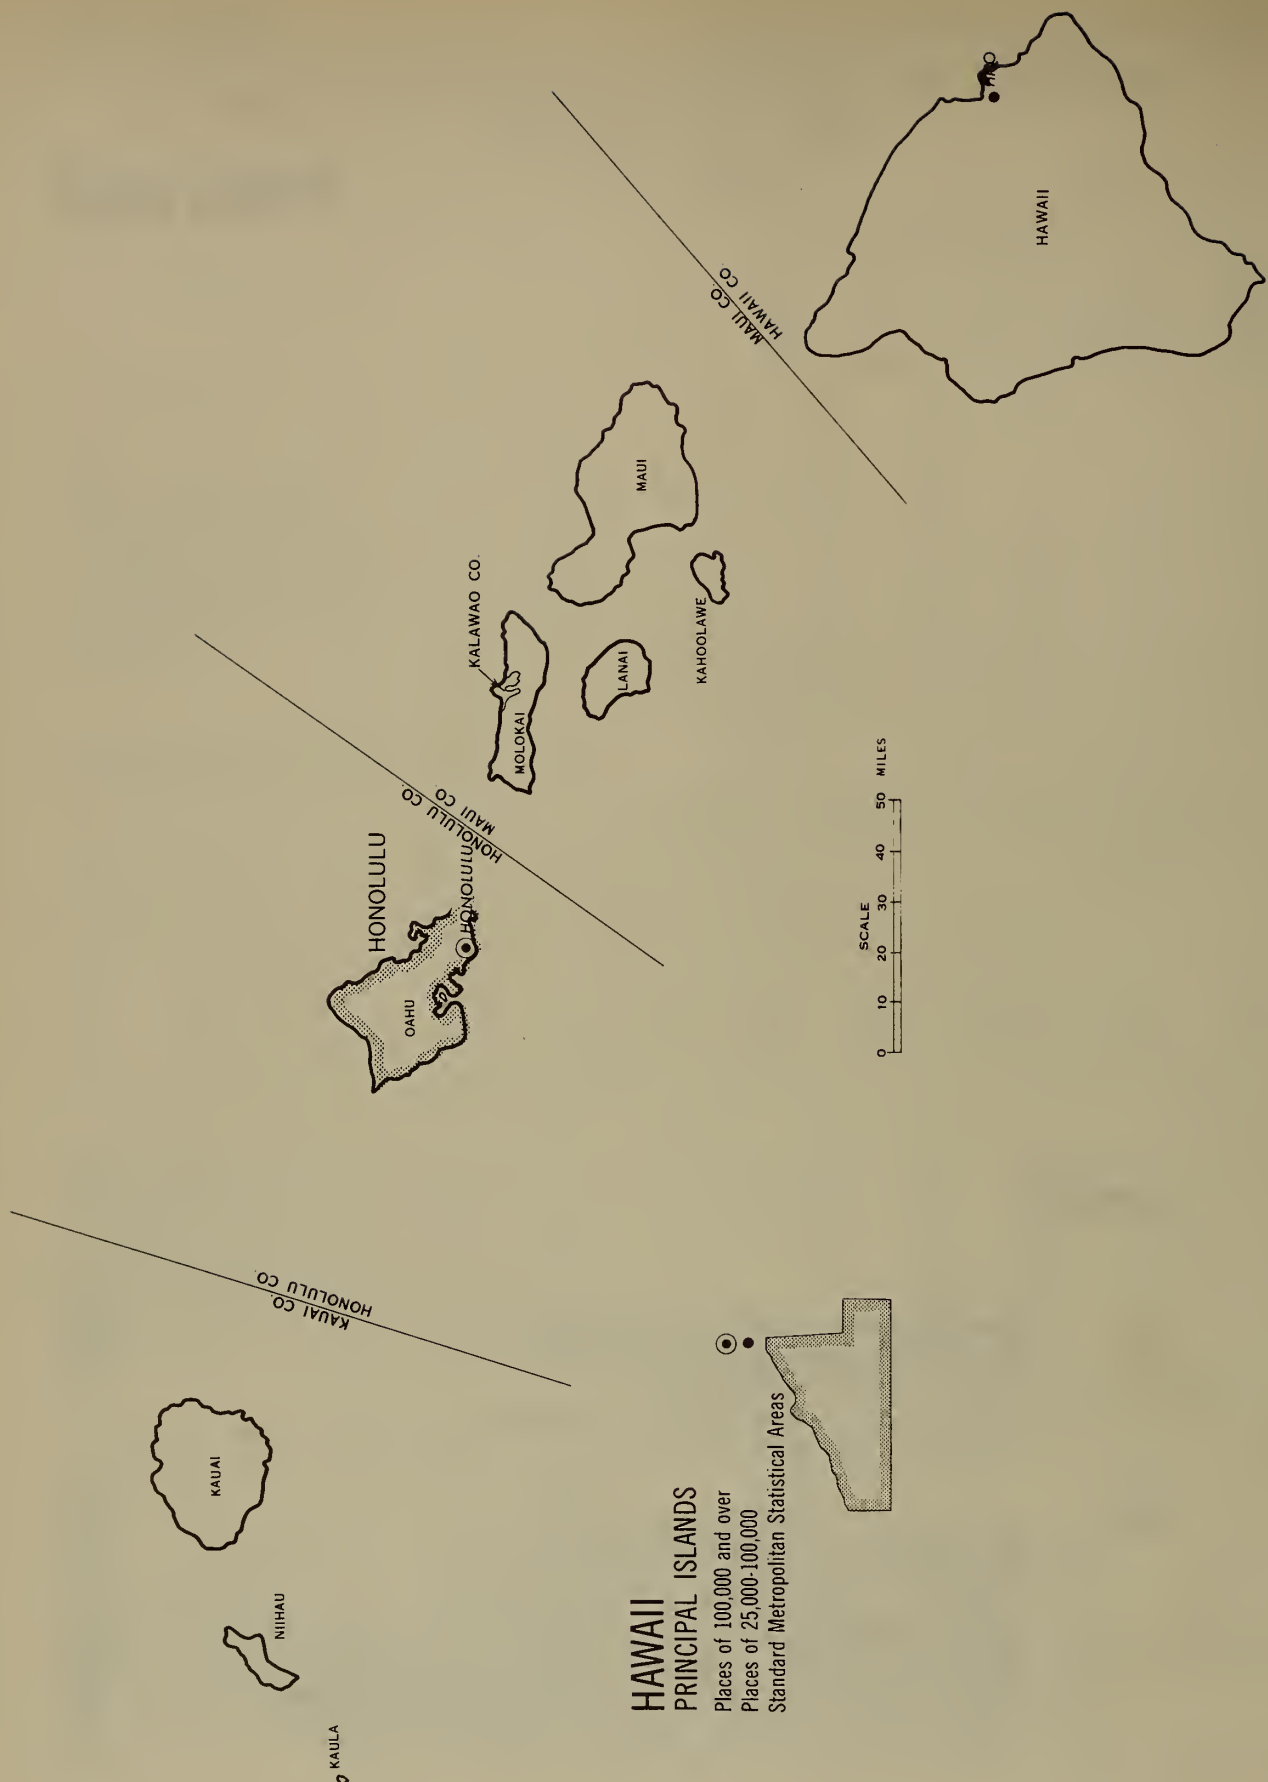 HAWAII
PRINCIPAL ISLANDS
Places of 100,000 and over
Places of 25,000-100,000
Standard Metropolitan Statistical Areas
KAULA
NIIHAU
KAUAI
KAUAI CO.
HONOLULU CO.
OAHU
HONOLULU
HONOLULU
HONOLULU CO.
MAUI CO.
MOLOKAI
KALAWAO CO.
LANAI
KAHOOLAWE
MAUI
MAUI CO.
HAWAII CO.
HAWAII
HILO
SCALE
0 10 20 30 40 50 MILES